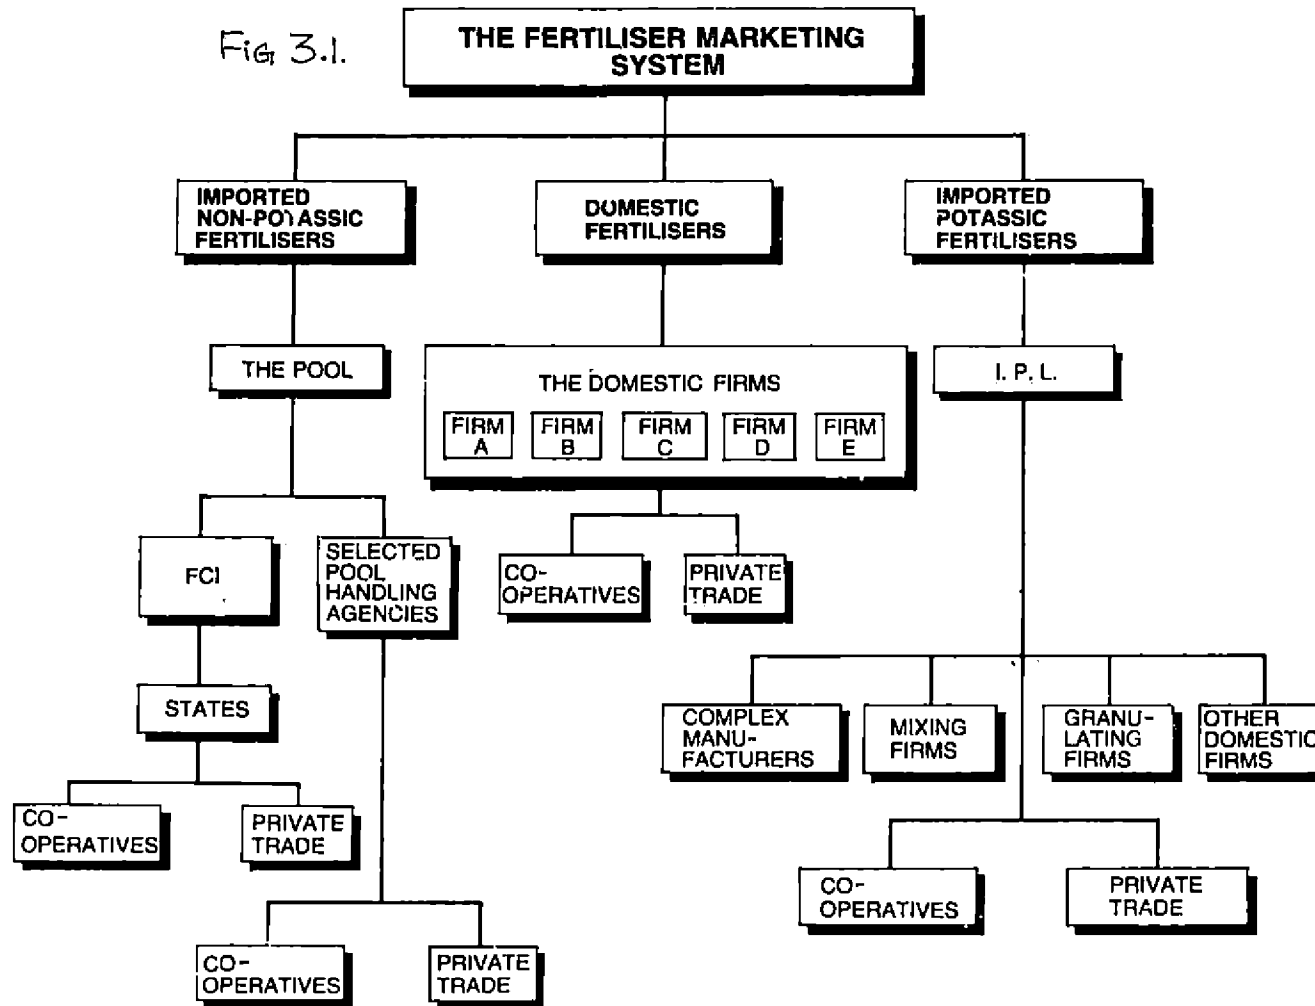 Fig 3.1.
THE FERTILISER MARKETING
SYSTEM
IMPORTED
NON-POTASSIC
FERTILISERS
DOMESTIC
FERTILISERS
IMPORTED
POTASSIC
FERTILISERS
THE POOL
THE DOMESTIC FIRMS
FIRM
A
FIRM
B
FIRM
C
FIRM
D
FIRM
E
I. P. L.
FCI
SELECTED
POOL
HANDLING
AGENCIES
CO-
OPERATIVES
PRIVATE
TRADE
STATES
COMPLEX
MANU-
FACTURERS
MIXING
FIRMS
GRANU-
LATING
FIRMS
OTHER
DOMESTIC
FIRMS
CO-
OPERATIVES
PRIVATE
TRADE
CO-
OPERATIVES
PRIVATE
TRADE
CO-
OPERATIVES
PRIVATE
TRADE